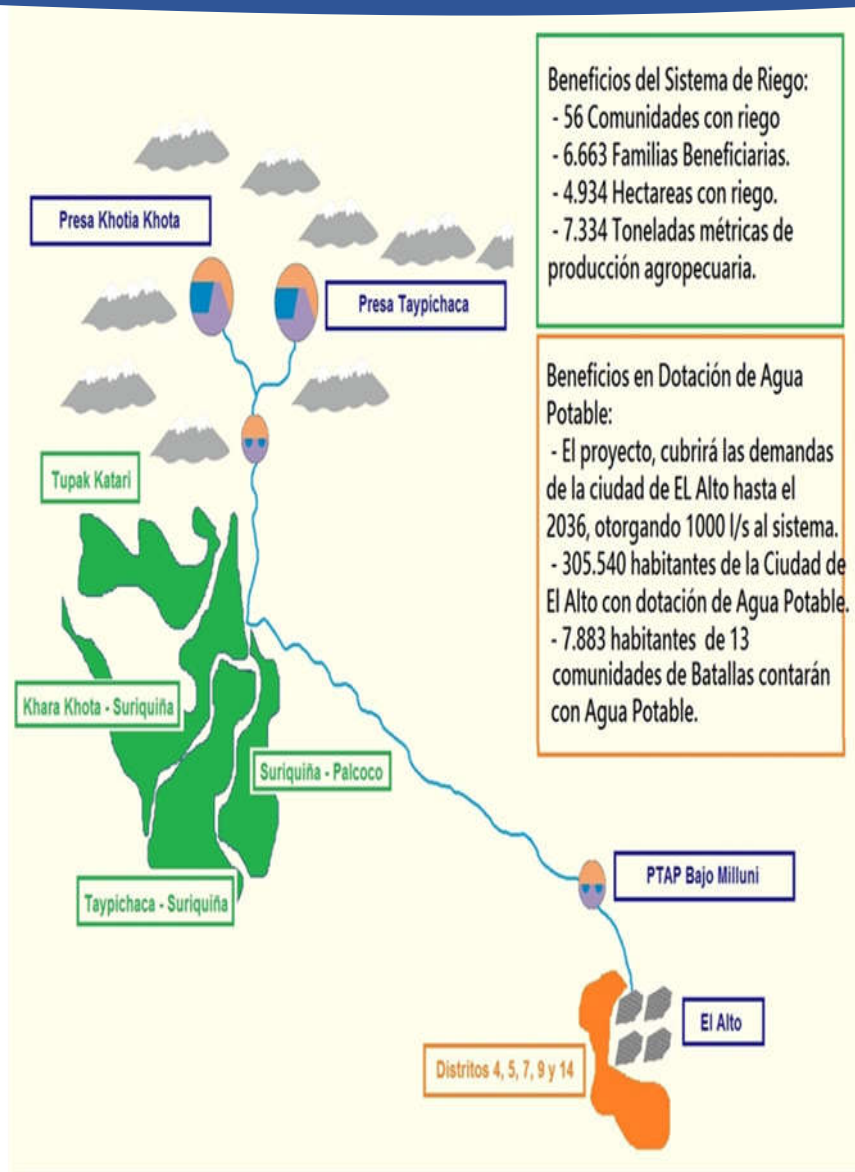 Beneficios del Sistema de Riego:
- 56 Comunidades con riego
- 6.663 Familias Beneficiarias.
- 4.934 Hectareas con riego.
- 7.334 Toneladas métricas de
producción agropecuaria.
Presa Khotia Khota
Presa Taypichaca
Beneficios en Dotación de Agua
Potable:
- El proyecto, cubrirá las demandas
de la ciudad de EL Alto hasta el
2036, otorgando 1000 l/s al sistema.
- 305.540 habitantes de la Ciudad de
El Alto con dotación de Agua Potable.
- 7.883 habitantes de 13
comunidades de Batallas contarán
con Agua Potable.
Tupak Katari
Khara Khota - Suriquiña
Suriquiña - Palcoco
Taypichaca - Suriquiña
PTAP Bajo Milluni
El Alto
Distritos 4, 5, 7, 9 y 14